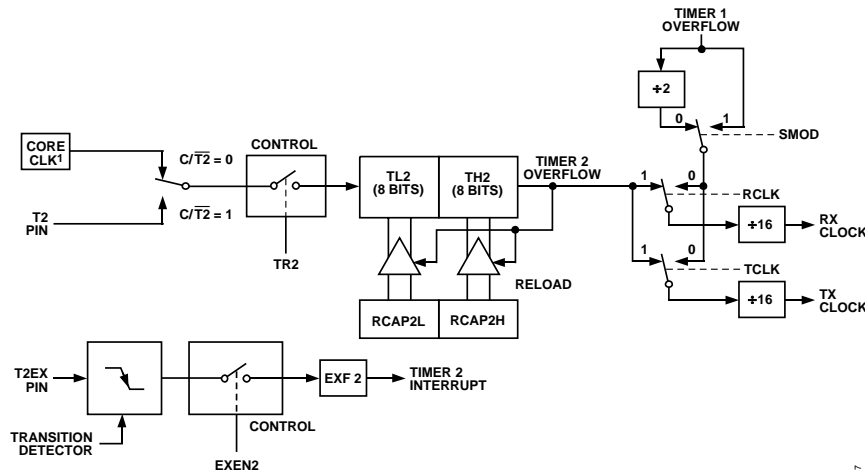 TIMER 1
OVERFLOW
÷2
0
1
SMOD
CORE
CLK¹
C/T̅2̅ = 0
CONTROL
TL2
(8 BITS)
TH2
(8 BITS)
TIMER 2
OVERFLOW
1
0
RCLK
T2
PIN
C/T̅2̅ = 1
TR2
÷16
RX
CLOCK
1
0
TCLK
RELOAD
RCAP2L
RCAP2H
÷16
TX
CLOCK
T2EX
PIN
EXF 2
TIMER 2
INTERRUPT
TRANSITION
DETECTOR
CONTROL
EXEN2
7